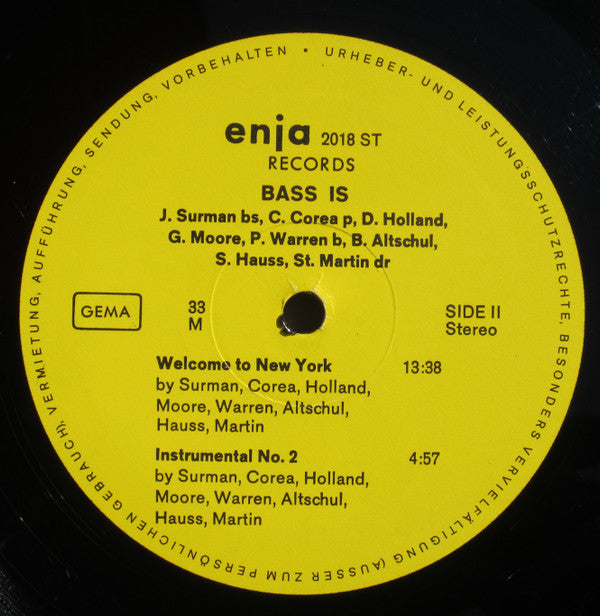 URHEBER- UND LEISTUNGSSCHUTZRECHTE, BESONDERS VERVIELFÄLTIGUNG (AUSSER ZUM PERSÖNLICHEN GEBRAUCH), VERMIETUNG, AUFFÜHRUNG, SENDUNG, VORBEHALTEN •
enja 2018 ST
RECORDS
BASS IS
J. Surman bs, C. Corea p, D. Holland,
G. Moore, P. Warren b, B. Altschul,
S. Hauss, St. Martin dr
GEMA
33
M
SIDE II
Stereo
Welcome to New York 13:38
by Surman, Corea, Holland,
Moore, Warren, Altschul,
Hauss, Martin
Instrumental No. 2 4:57
by Surman, Corea, Holland,
Moore, Warren, Altschul,
Hauss, Martin